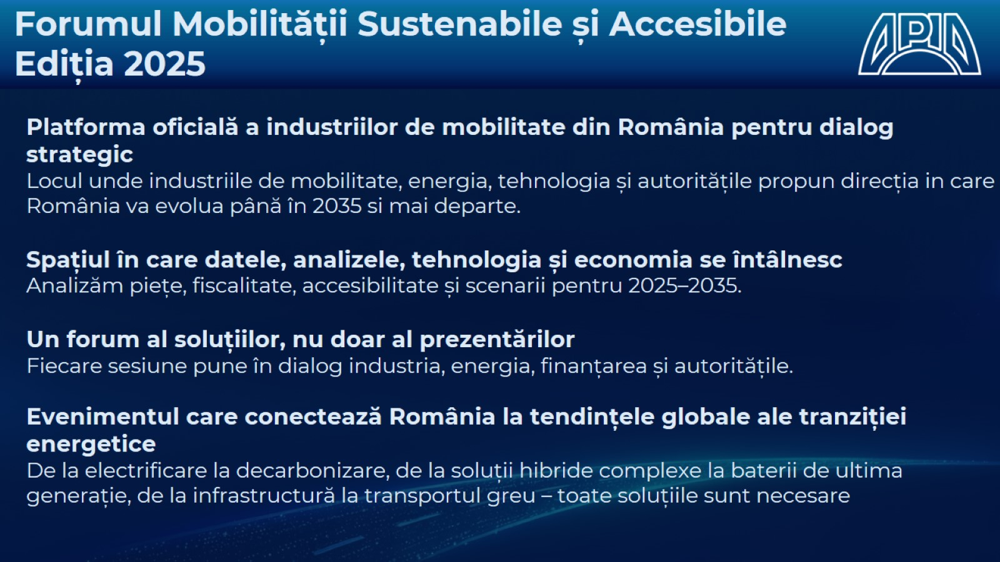 Forumul Mobilității Sustenabile și Accesibile
Ediția 2025
APIA
Platforma oficială a industriilor de mobilitate din România pentru dialog
strategic
Locul unde industriile de mobilitate, energia, tehnologia și autoritățile propun direcția in care
România va evolua până în 2035 si mai departe.
Spațiul în care datele, analizele, tehnologia și economia se întâlnesc
Analizăm piețe, fiscalitate, accesibilitate și scenarii pentru 2025–2035.
Un forum al soluțiilor, nu doar al prezentărilor
Fiecare sesiune pune în dialog industria, energia, finanțarea și autoritățile.
Evenimentul care conectează România la tendințele globale ale tranziției
energetice
De la electrificare la decarbonizare, de la soluții hibride complexe la baterii de ultima
generație, de la infrastructură la transportul greu – toate soluțiile sunt necesare